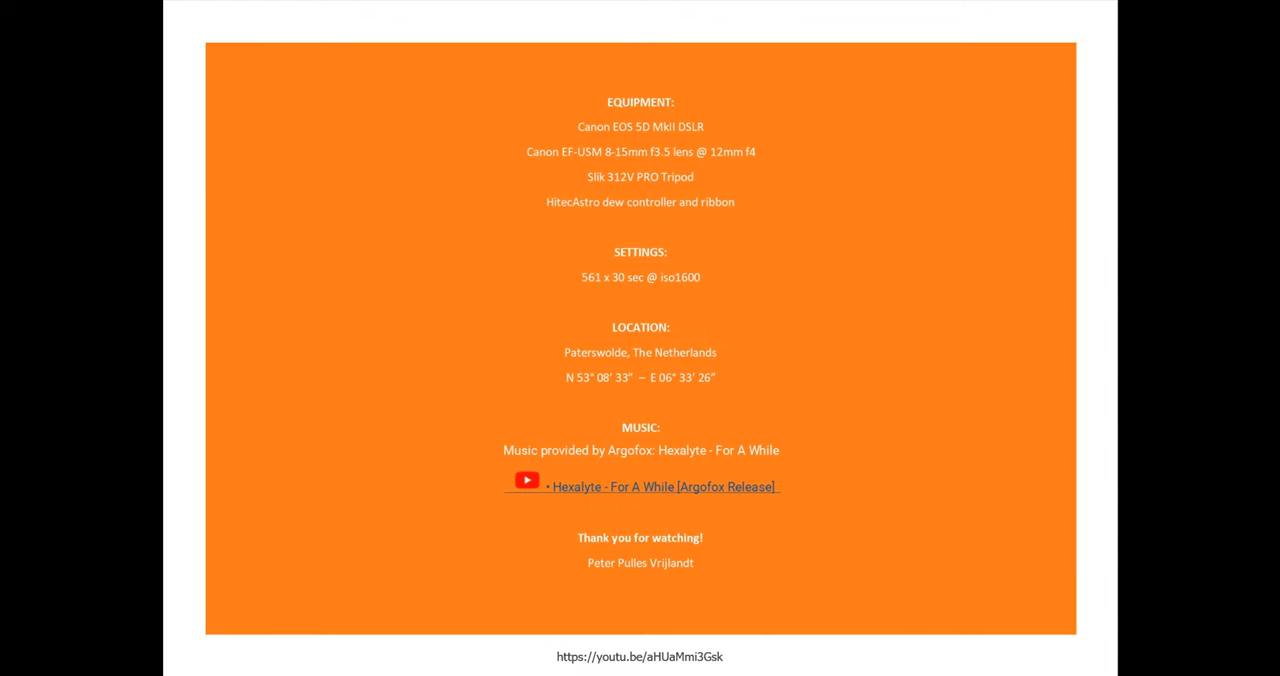 EQUIPMENT:
Canon EOS 5D MkII DSLR
Canon EF-USM 8-15mm f3.5 lens @ 12mm f4
Slik 312V PRO Tripod
HitecAstro dew controller and ribbon
SETTINGS:
561 x 30 sec @ iso1600
LOCATION:
Paterswolde, The Netherlands
N 53° 08’ 33” – E 06° 33’ 26”
MUSIC:
Music provided by Argofox: Hexalyte - For A While
• Hexalyte - For A While [Argofox Release]
Thank you for watching!
Peter Pulles Vrijlandt
https://youtu.be/aHUaMmi3Gsk